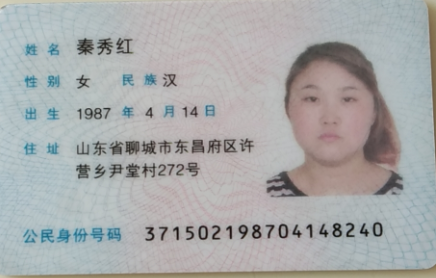 姓名 秦秀红
性别 女 民族 汉
出生 1987 年 4 月 14 日
住址 山东省聊城市东昌府区许
营乡尹堂村272号
公民身份号码 371502198704148240